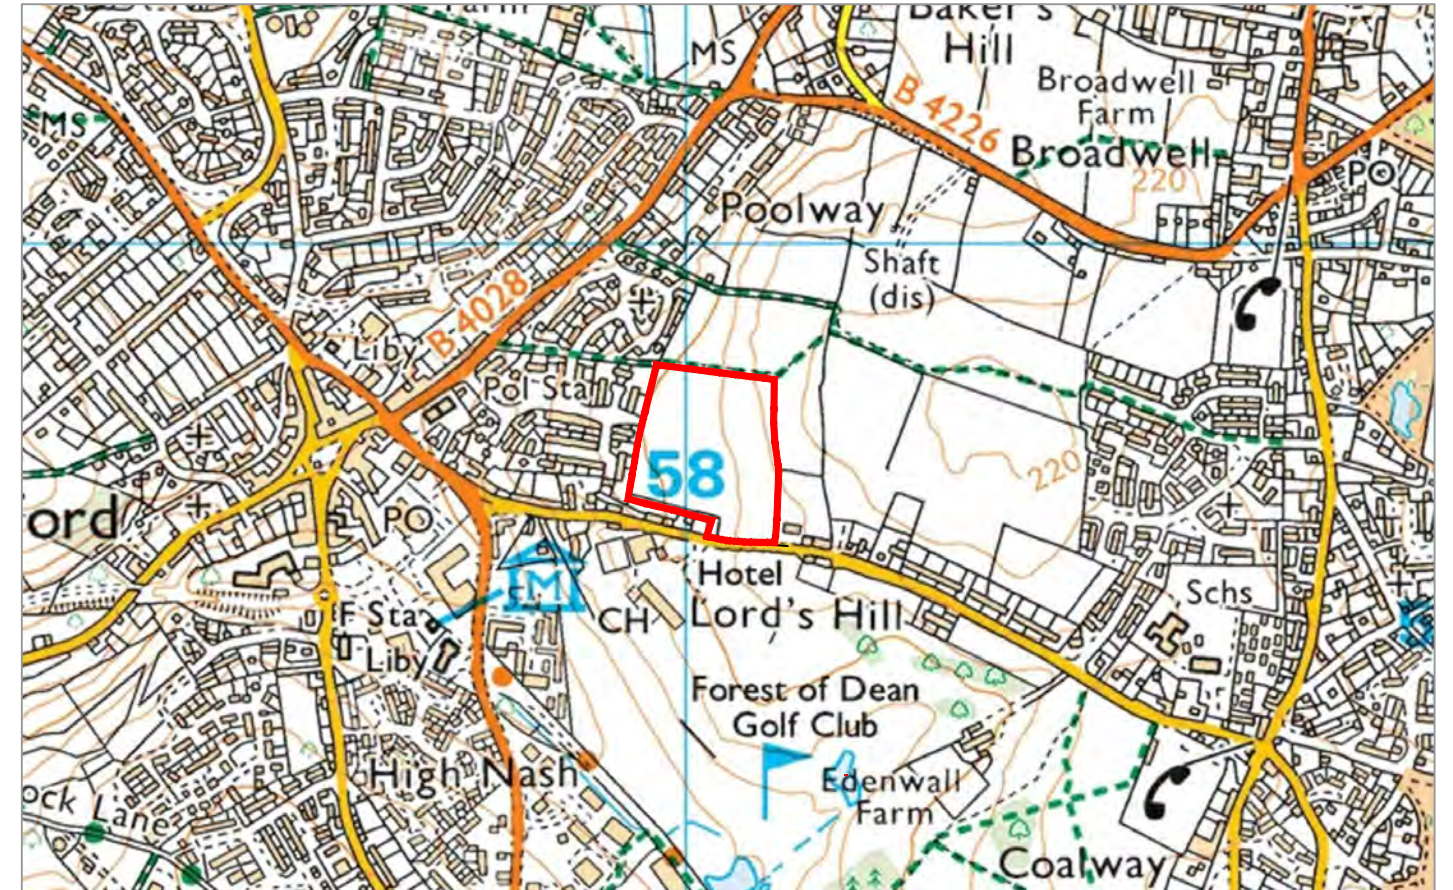 Farm
MS
Baker's
Hill
Broadwell
Farm
MS
B 4226
Broadwell
220
PO
Poolway
Shaft
(dis)
B 4028
Liby
Pol Sta
58
220
ord
PO
Hotel
M
Schs
F Sta
CH
Lord's Hill
Liby
Forest of Dean
Golf Club
High Nash
Edenwall
Farm
ock Lane
Coalway